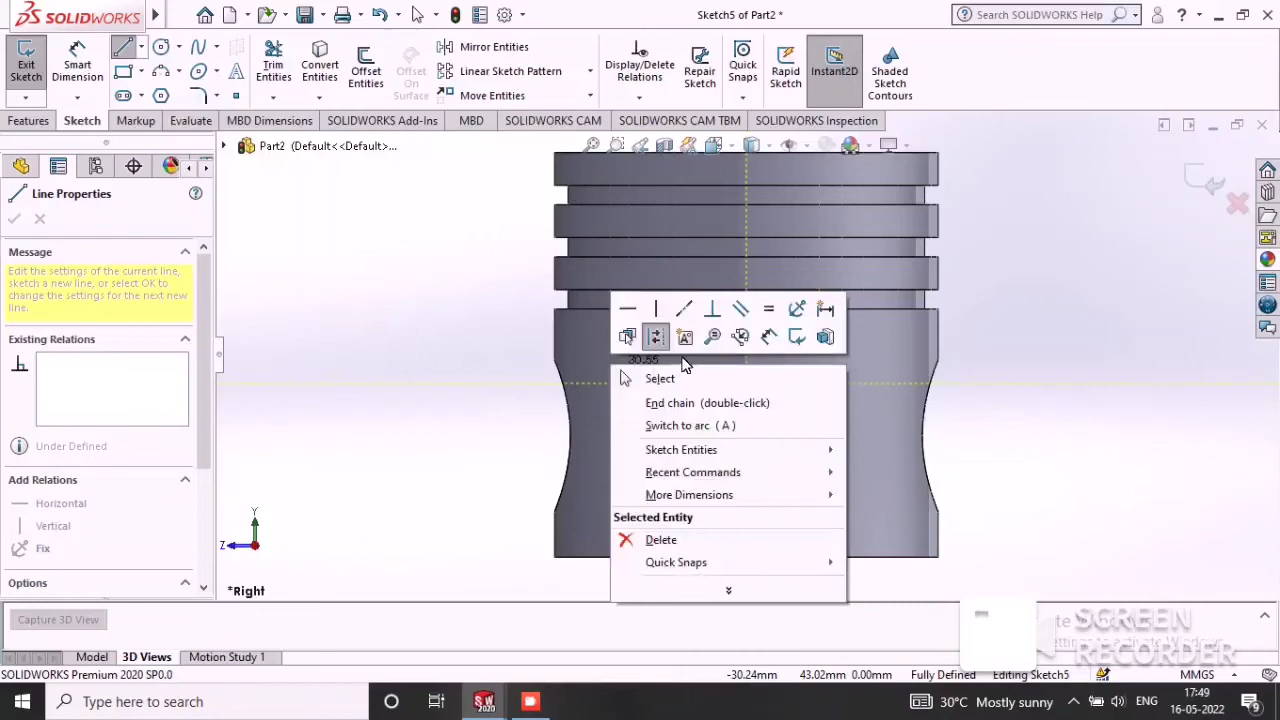 SOLIDWORKS
Sketch5 of Part2 *
Search SOLIDWORKS Help
Exit Sketch
Smart Dimension
Trim Entities
Convert Entities
Offset Entities
Offset On Surface
Mirror Entities
Linear Sketch Pattern
Move Entities
Display/Delete Relations
Repair Sketch
Quick Snaps
Rapid Sketch
Instant2D
Shaded Sketch Contours
Features Sketch Markup Evaluate MBD Dimensions SOLIDWORKS Add-Ins MBD SOLIDWORKS CAM SOLIDWORKS CAM TBM SOLIDWORKS Inspection
Part2 (Default<<Default>...
Line Properties
Message
Edit the settings of the current line,
sketch a new line, or select OK to
change the settings for the next new
line.
Existing Relations
Under Defined
Add Relations
Horizontal
Vertical
Fix
Options
30.55
Select
End chain (double-click)
Switch to arc ( A )
Sketch Entities
Recent Commands
More Dimensions
Selected Entity
Delete
Quick Snaps
Y
Z
*Right
Capture 3D View
SCREEN
RECORDER
Model 3D Views Motion Study 1
SOLIDWORKS Premium 2020 SP0.0
-30.24mm 43.02mm 0.00mm Fully Defined Editing Sketch5 MMGS
Type here to search
SW 2020
30°C Mostly sunny
ENG
17:49
16-05-2022
9